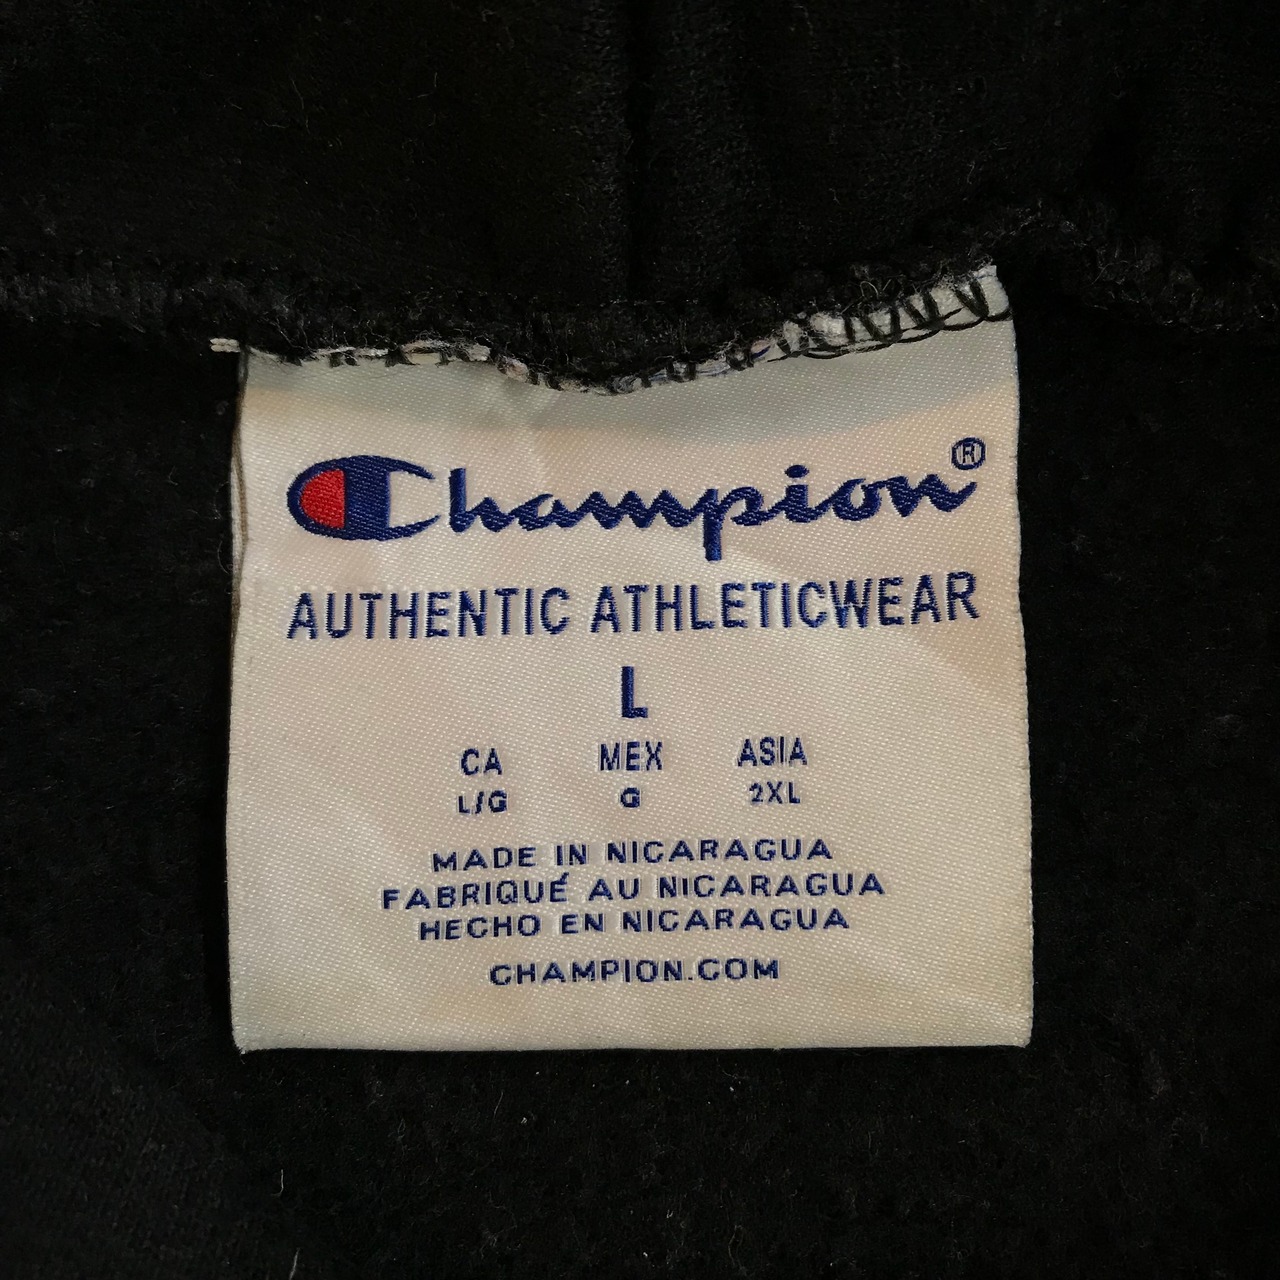 Champion®
AUTHENTIC ATHLETICWEAR
L
CA MEX ASIA
L/G G 2XL
MADE IN NICARAGUA
FABRIQUÉ AU NICARAGUA
HECHO EN NICARAGUA
CHAMPION.COM